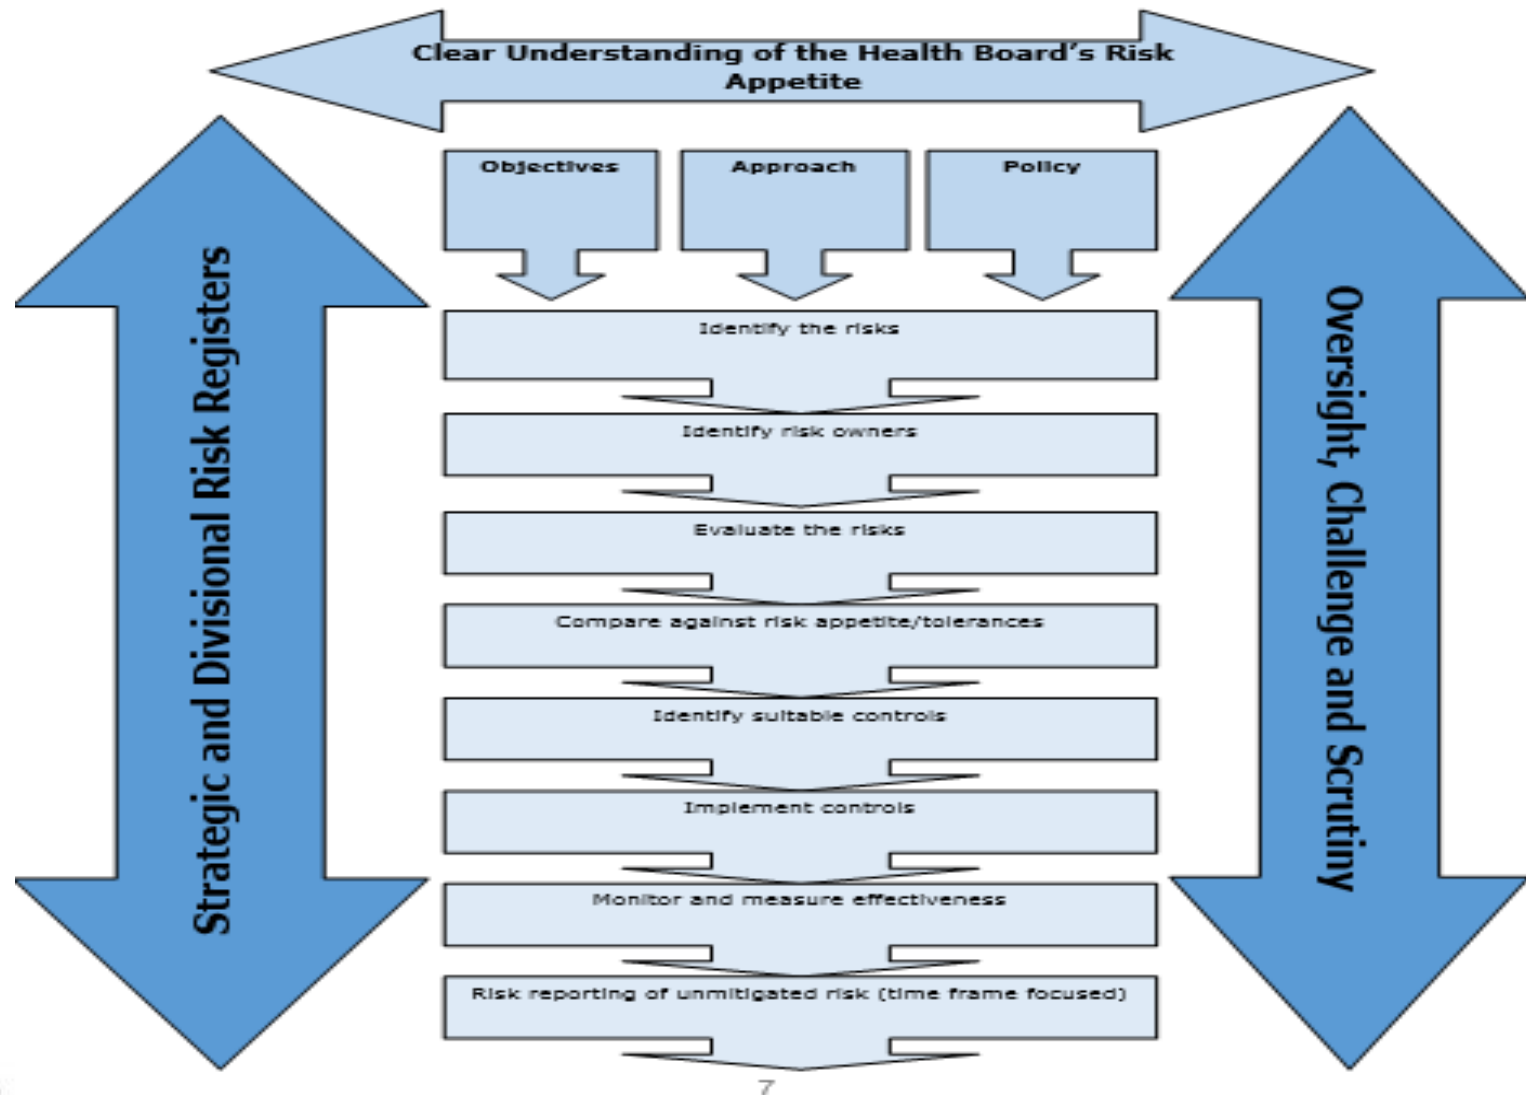 Clear Understanding of the Health Board's Risk
Appetite
Objectives
Approach
Policy
Strategic and Divisional Risk Registers
Identify the risks
Identify risk owners
Evaluate the risks
Compare against risk appetite/tolerances
Identify suitable controls
Implement controls
Monitor and measure effectiveness
Risk reporting of unmitigated risk (time frame focused)
Oversight, Challenge and Scrutiny
7